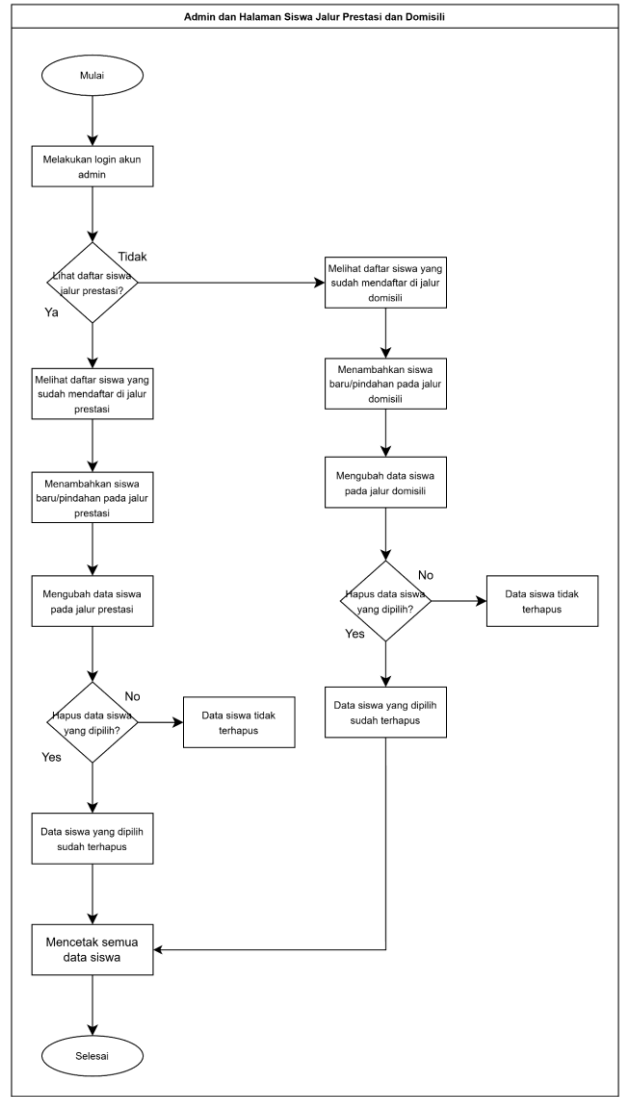 Admin dan Halaman Siswa Jalur Prestasi dan Domisili
Mulai
Melakukan login akun
admin
Tidak
Lihat daftar siswa
jalur prestasi?
Ya
Melihat daftar siswa yang
sudah mendaftar di jalur
domisili
Melihat daftar siswa yang
sudah mendaftar di jalur
prestasi
Menambahkan siswa
baru/pindahan pada jalur
domisili
Menambahkan siswa
baru/pindahan pada jalur
prestasi
Mengubah data siswa
pada jalur domisili
Mengubah data siswa
pada jalur prestasi
No
Hapus data siswa
yang dipilih?
Yes
Data siswa tidak
terhapus
Data siswa yang dipilih
sudah terhapus
No
Hapus data siswa
yang dipilih?
Yes
Data siswa tidak
terhapus
Data siswa yang dipilih
sudah terhapus
Mencetak semua
data siswa
Selesai